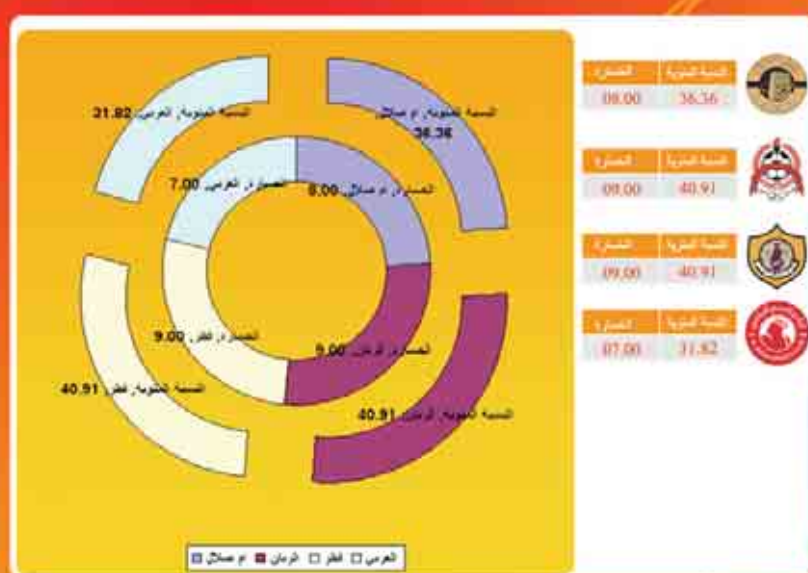 النسبة المئوية, العربي, 31.82
النسبة المئوية, ام صلال,
36.36
الخسارة, العربي, 7.00
الخسارة, ام صلال, 8.00
الخسارة, قطر, 9.00
الخسارة, الريان, 9.00
النسبة المئوية, قطر, 40.91
النسبة المئوية, الريان, 40.91
العربي قطر الريان ام صلال
النسبة المئوية الخسارة
36.36 08.00
النسبة المئوية الخسارة
40.91 09.00
النسبة المئوية الخسارة
40.91 09.00
النسبة المئوية الخسارة
31.82 07.00